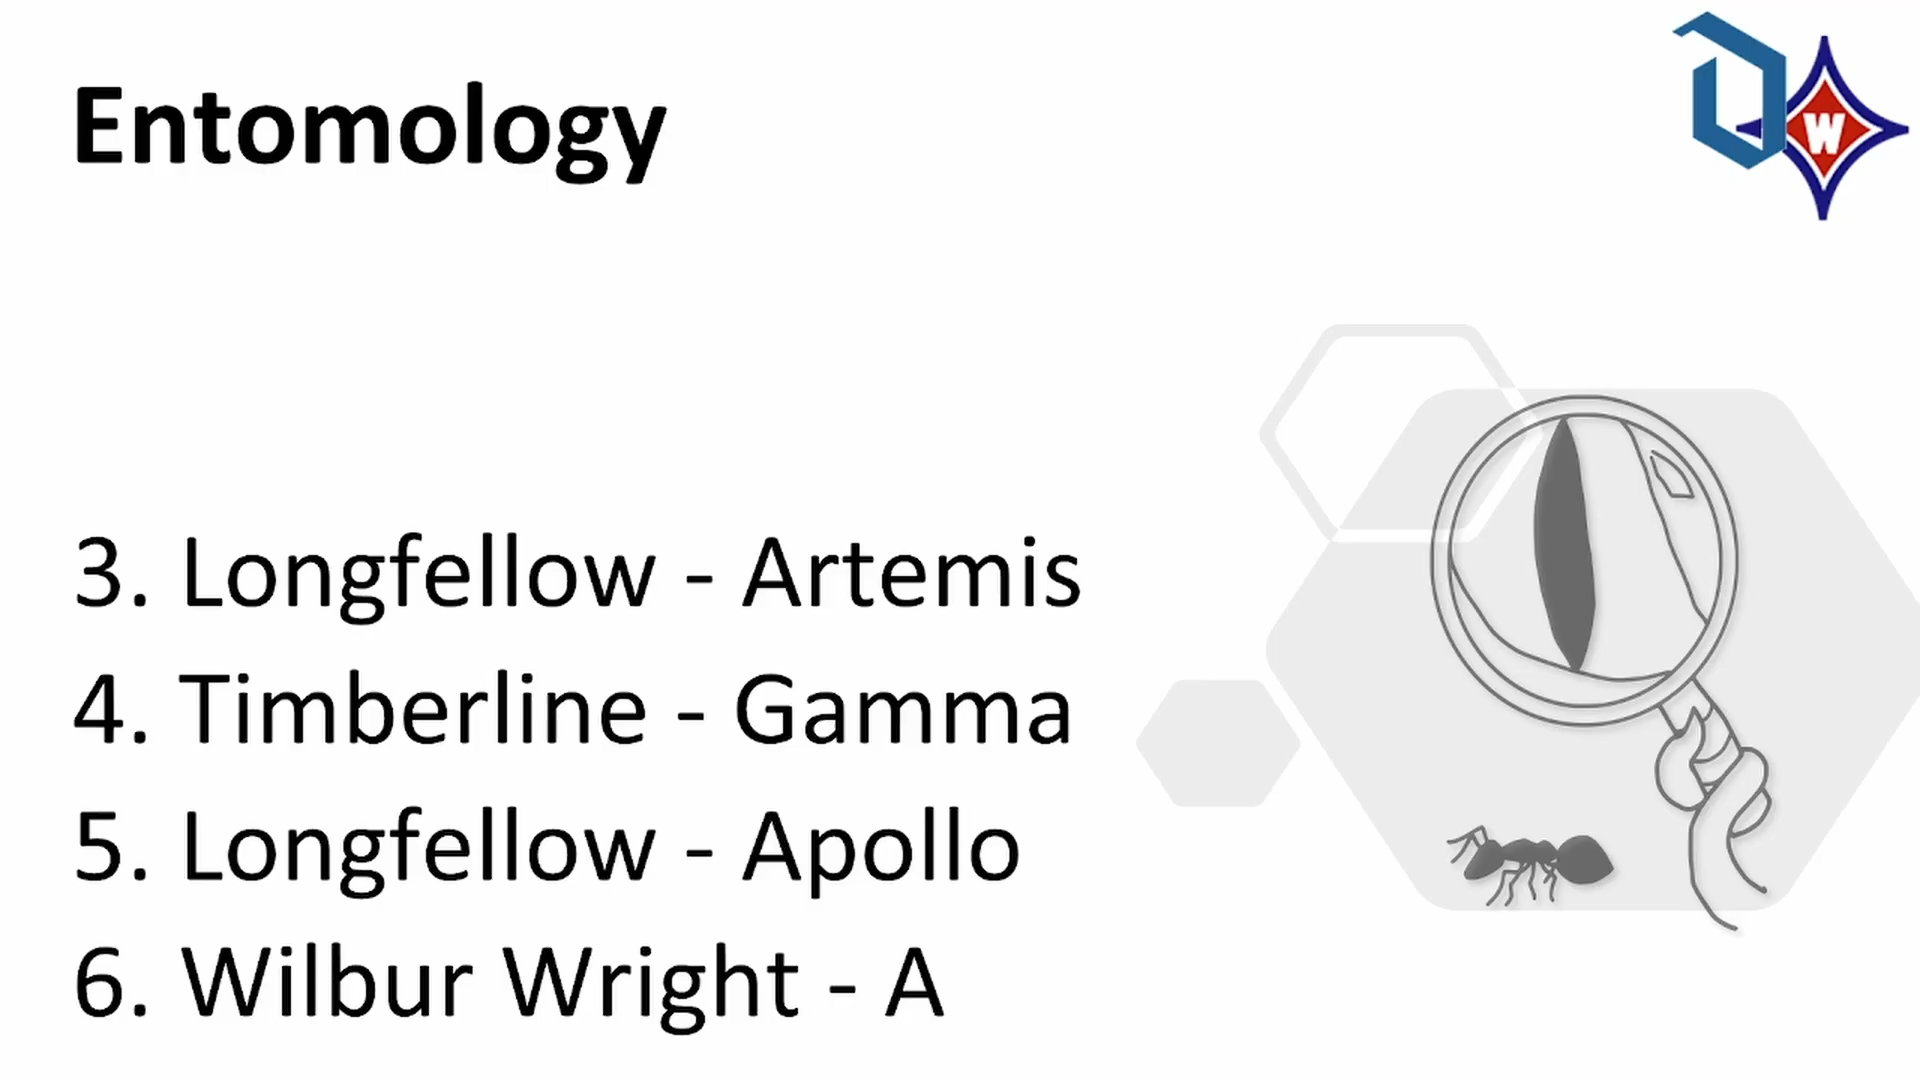 Entomology
W
3. Longfellow - Artemis
4. Timberline - Gamma
5. Longfellow - Apollo
6. Wilbur Wright - A